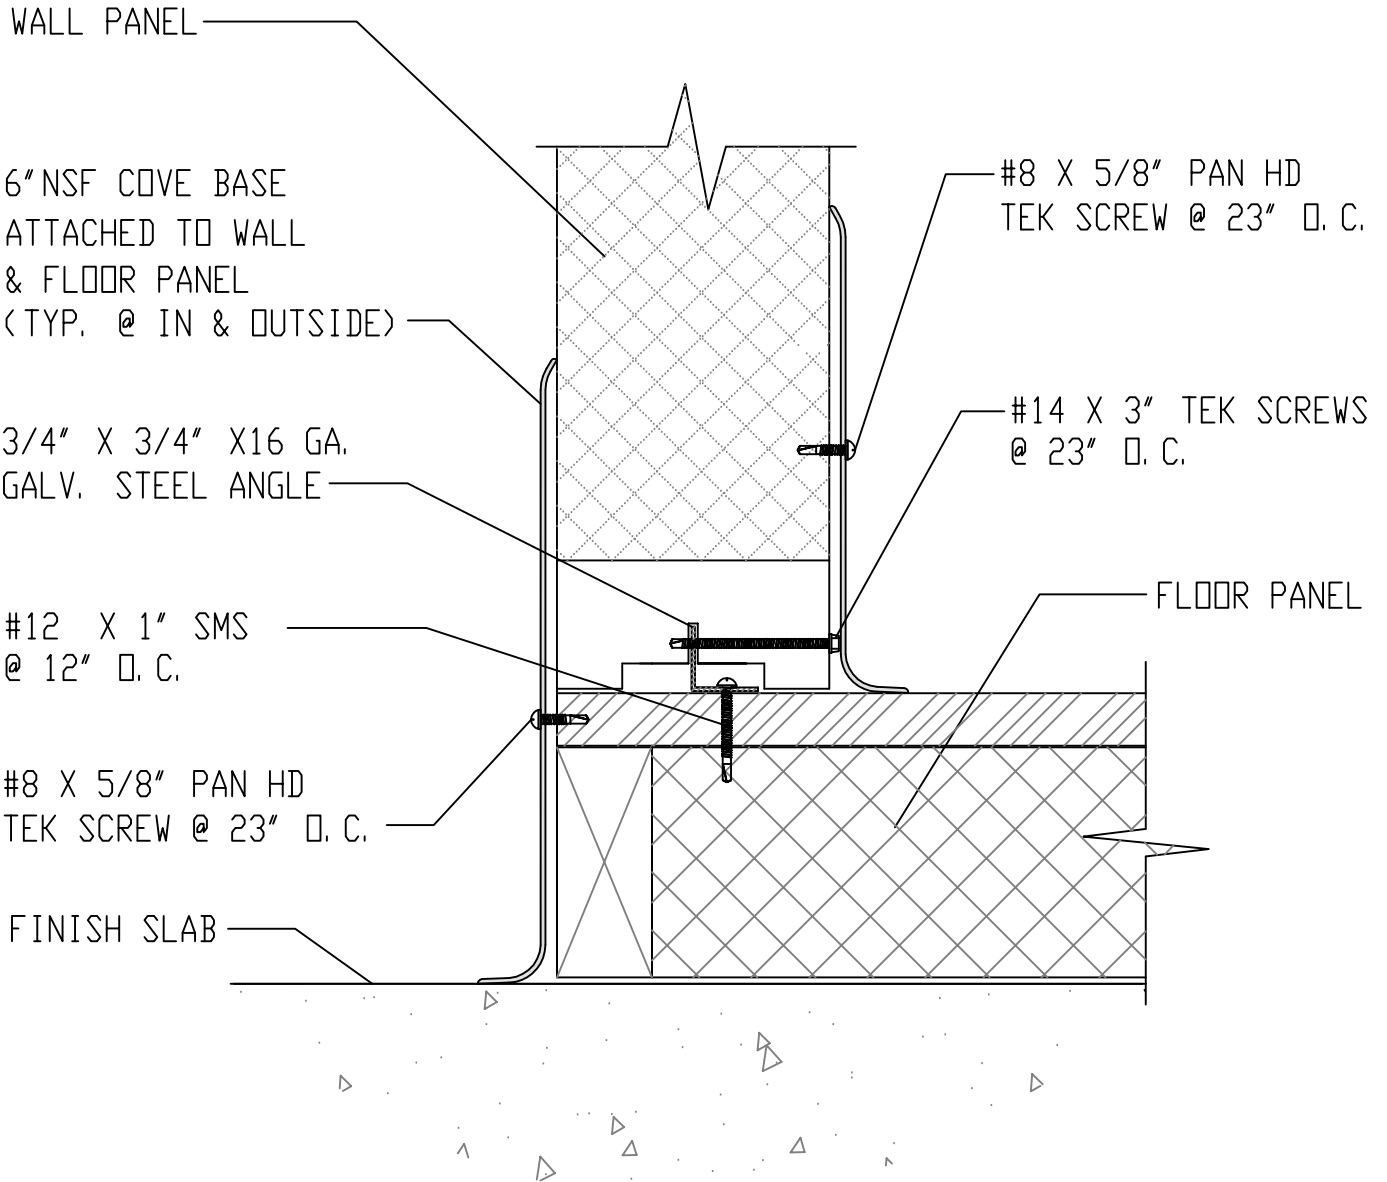 WALL PANEL
6" NSF COVE BASE
ATTACHED TO WALL
& FLOOR PANEL
(TYP. @ IN & OUTSIDE)
3/4" X 3/4" X16 GA.
GALV. STEEL ANGLE
#12 X 1" SMS
@ 12" O.C.
#8 X 5/8" PAN HD
TEK SCREW @ 23" O.C.
FINISH SLAB
#8 X 5/8" PAN HD
TEK SCREW @ 23" O.C.
#14 X 3" TEK SCREWS
@ 23" O.C.
FLOOR PANEL